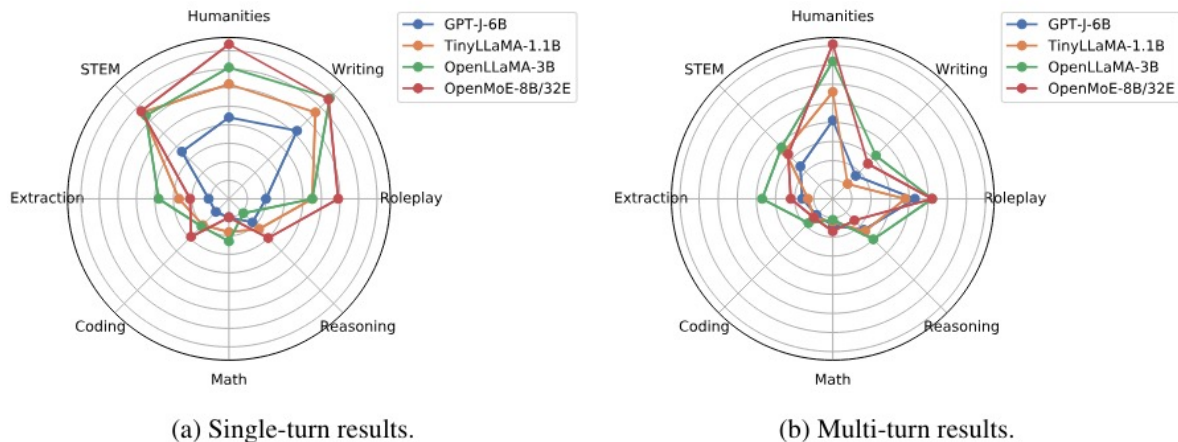 Humanities
STEM
Writing
Extraction
Roleplay
Coding
Reasoning
Math
GPT-J-6B
TinyLLaMA-1.1B
OpenLLaMA-3B
OpenMoE-8B/32E
(a) Single-turn results.
Humanities
STEM
Writing
Extraction
Roleplay
Coding
Reasoning
Math
GPT-J-6B
TinyLLaMA-1.1B
OpenLLaMA-3B
OpenMoE-8B/32E
(b) Multi-turn results.